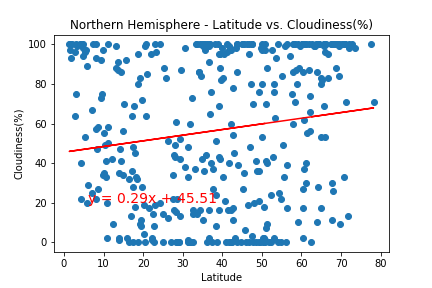 Northern Hemisphere - Latitude vs. Cloudiness(%)
100
80
60
40
20
0
Cloudiness(%)
y = 0.29x + 45.51
0 10 20 30 40 50 60 70 80
Latitude